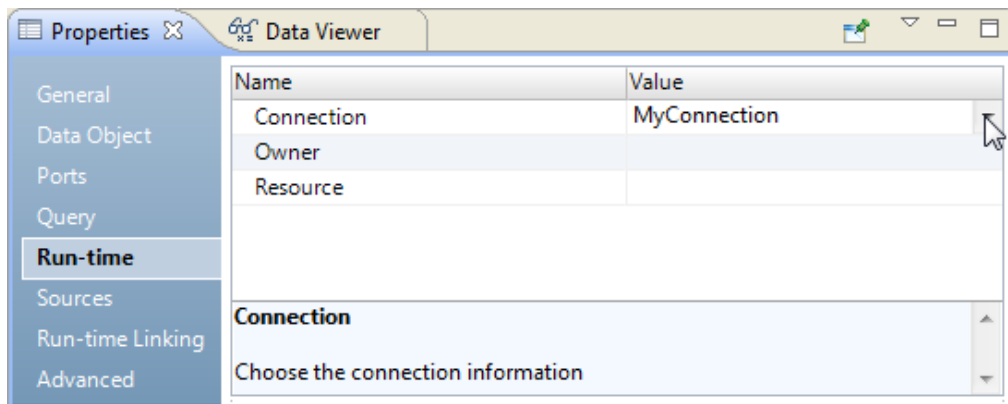 Properties Data Viewer
General
Data Object
Ports
Query
Run-time
Sources
Run-time Linking
Advanced
Name Value
Connection MyConnection
Owner
Resource
Connection
Choose the connection information